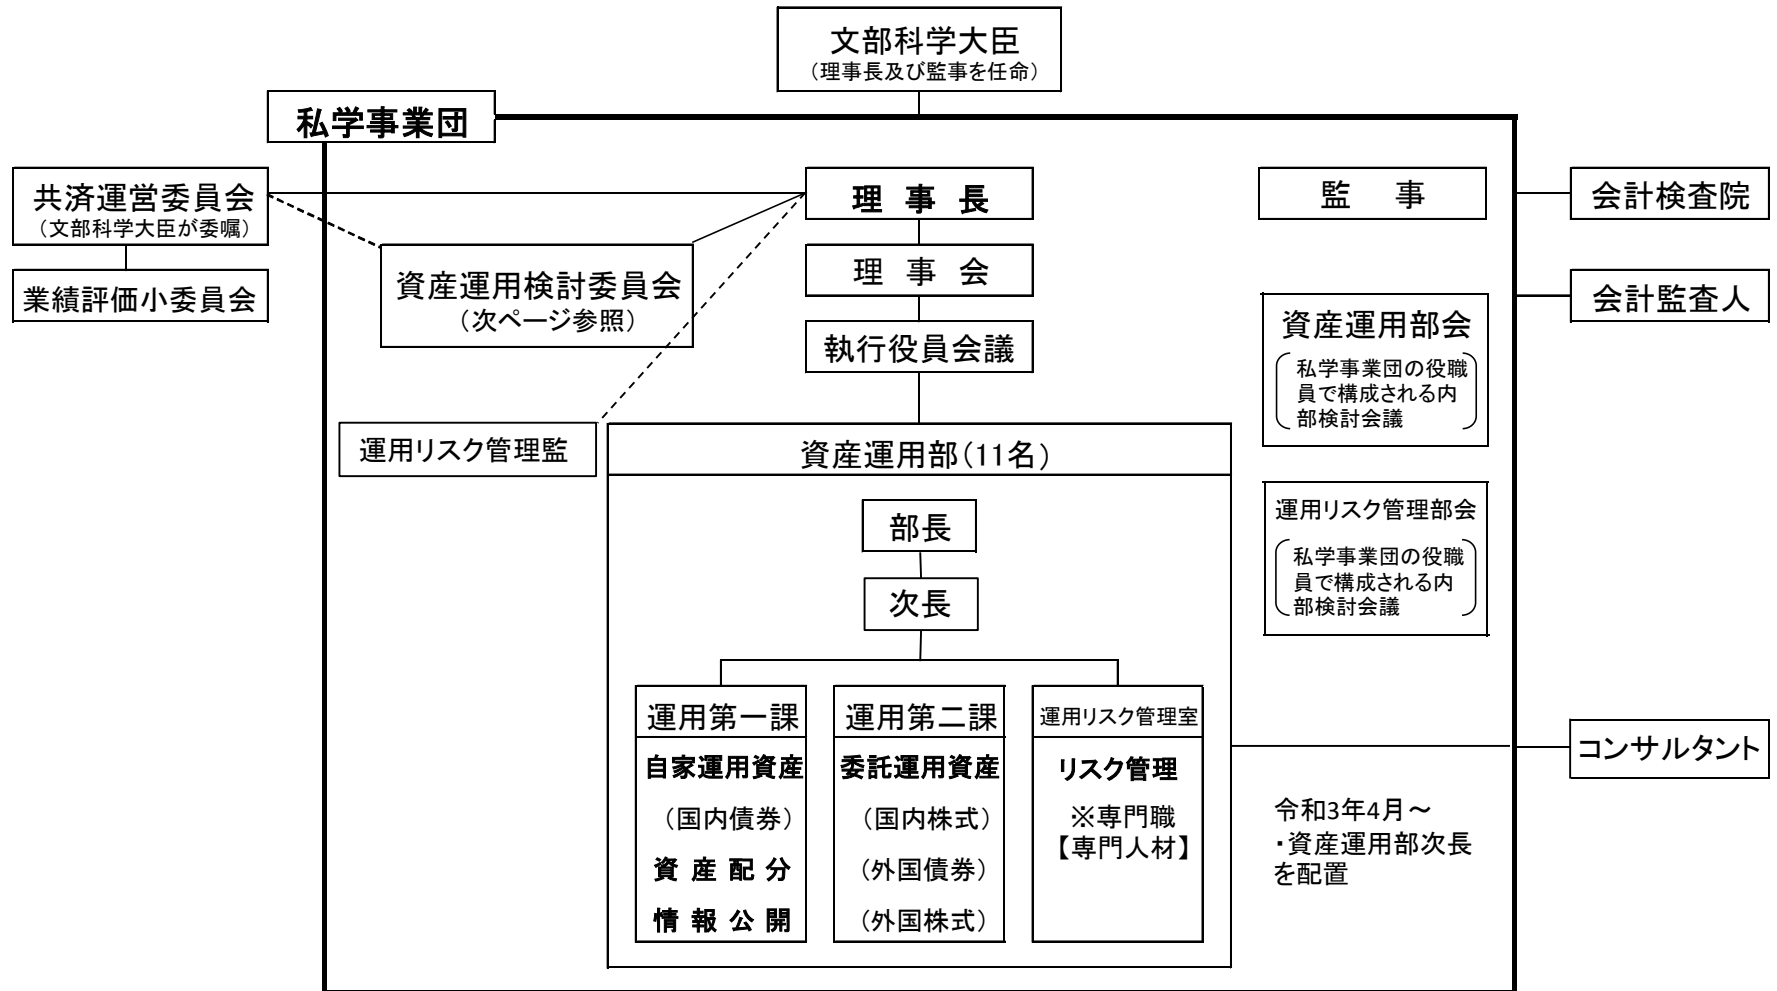 文部科学大臣
（理事長及び監事を任命）
私学事業団
共済運営委員会
（文部科学大臣が委嘱）
業績評価小委員会
資産運用検討委員会
（次ページ参照）
理 事 長
理 事 会
執行役員会議
監 事
会計検査院
会計監査人
資産運用部会
私学事業団の役職
員で構成される内
部検討会議
運用リスク管理監
資産運用部（11名）
運用リスク管理部会
私学事業団の役職
員で構成される内
部検討会議
部長
次長
運用第一課
自家運用資産
（国内債券）
資 産 配 分
情 報 公 開
運用第二課
委託運用資産
（国内株式）
（外国債券）
（外国株式）
運用リスク管理室
リスク管理
※専門職
【専門人材】
コンサルタント
令和3年4月～
・資産運用部次長
を配置